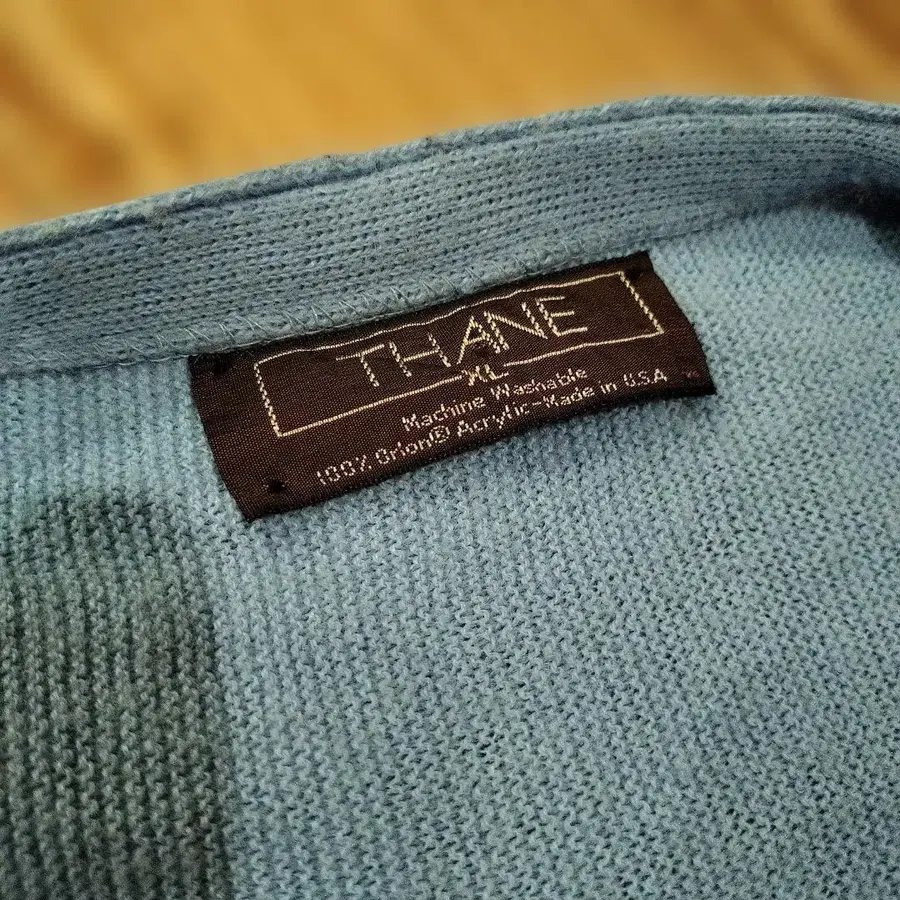 THANE
XL
Machine Washable
100% Orlon® Acrylic-Made in U.S.A